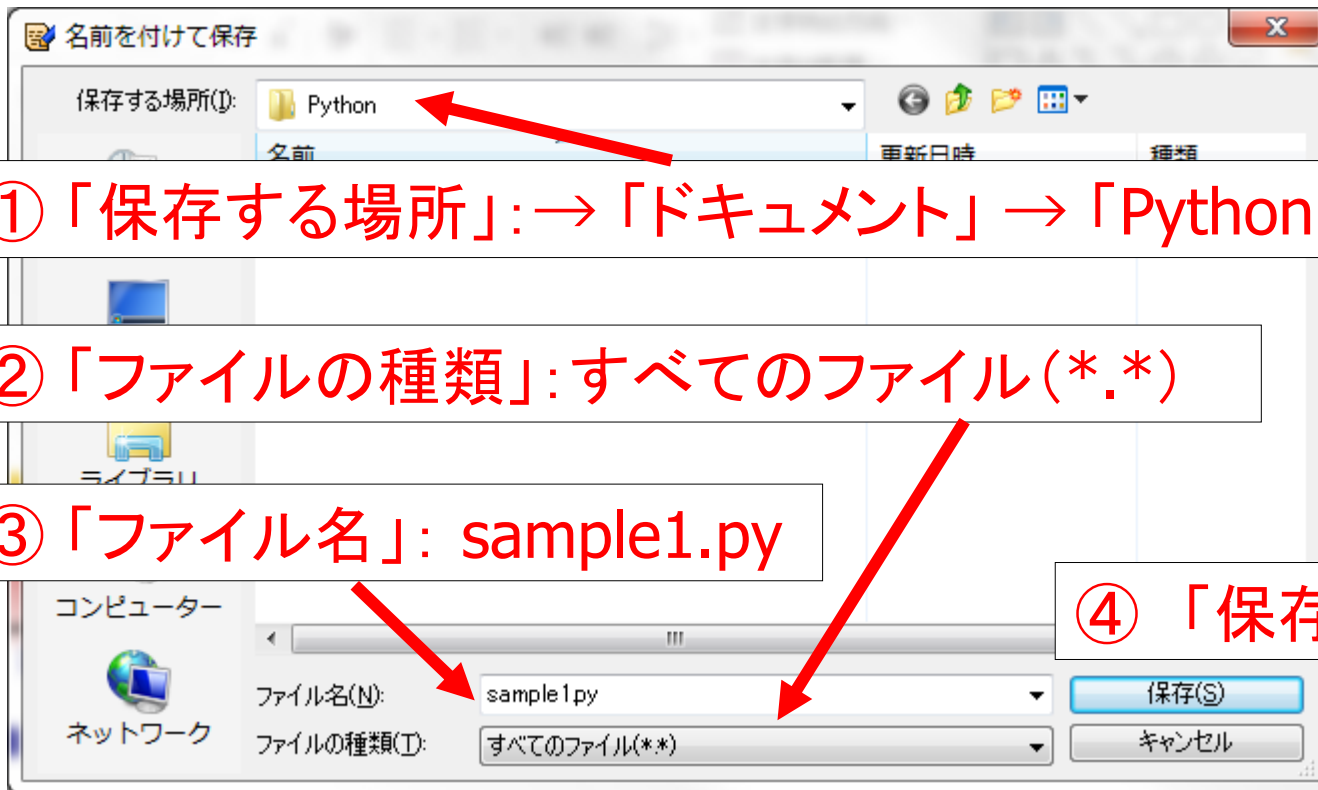 名前を付けて保存
保存する場所(I): Python
名前 更新日時 種類
①「保存する場所」:→「ドキュメント」→「Python
②「ファイルの種類」:すべてのファイル(*.*)
ライブラリ
③「ファイル名」: sample1.py
コンピューター
④ 「保存
ファイル名(N): sample1.py 保存(S)
ネットワーク
ファイルの種類(T): すべてのファイル(*.*) キャンセル